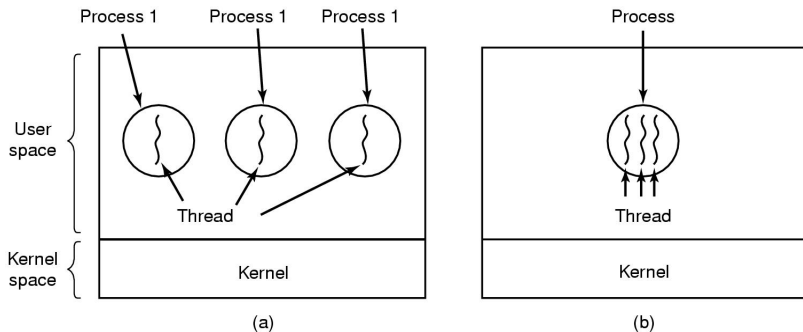 Process 1
Process 1
Process 1
Process
User
space
Thread
Thread
Kernel
space
Kernel
Kernel
(a)
(b)